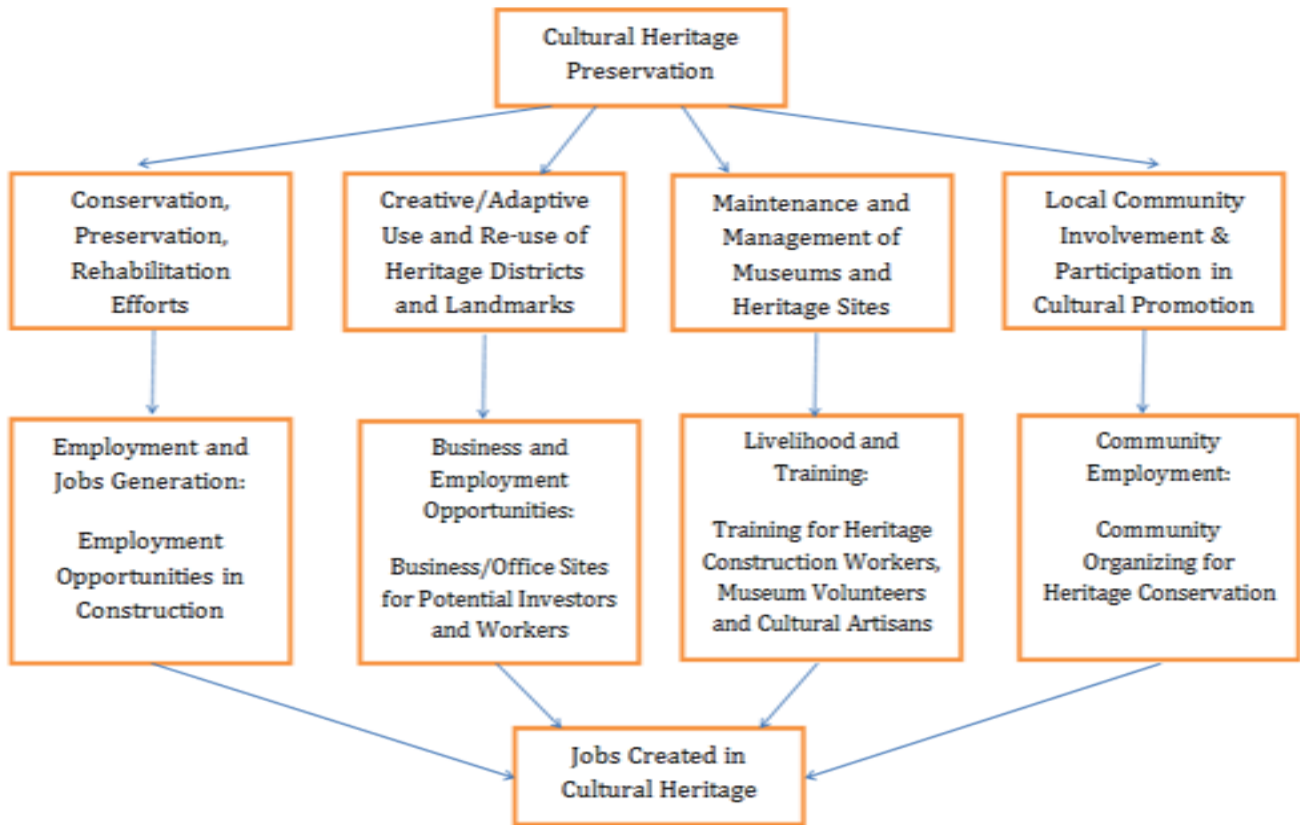 Cultural Heritage
Preservation
Conservation,
Preservation,
Rehabilitation
Efforts
Creative/Adaptive
Use and Re-use of
Heritage Districts
and Landmarks
Maintenance and
Management of
Museums and
Heritage Sites
Local Community
Involvement &
Participation in
Cultural Promotion
Employment and
Jobs Generation:
Employment
Opportunities in
Construction
Business and
Employment
Opportunities:
Business/Office Sites
for Potential Investors
and Workers
Livelihood and
Training:
Training for Heritage
Construction Workers,
Museum Volunteers
and Cultural Artisans
Community
Employment:
Community
Organizing for
Heritage Conservation
Jobs Created in
Cultural Heritage